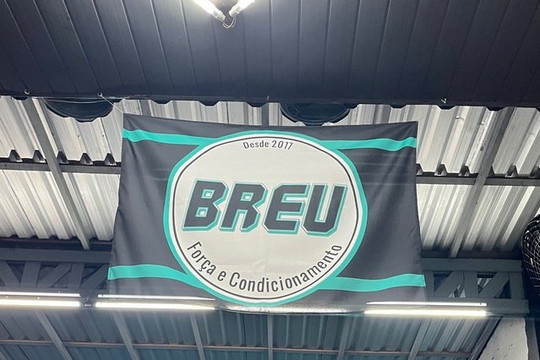 Desde 2017
BREU
Força e Condicionamento